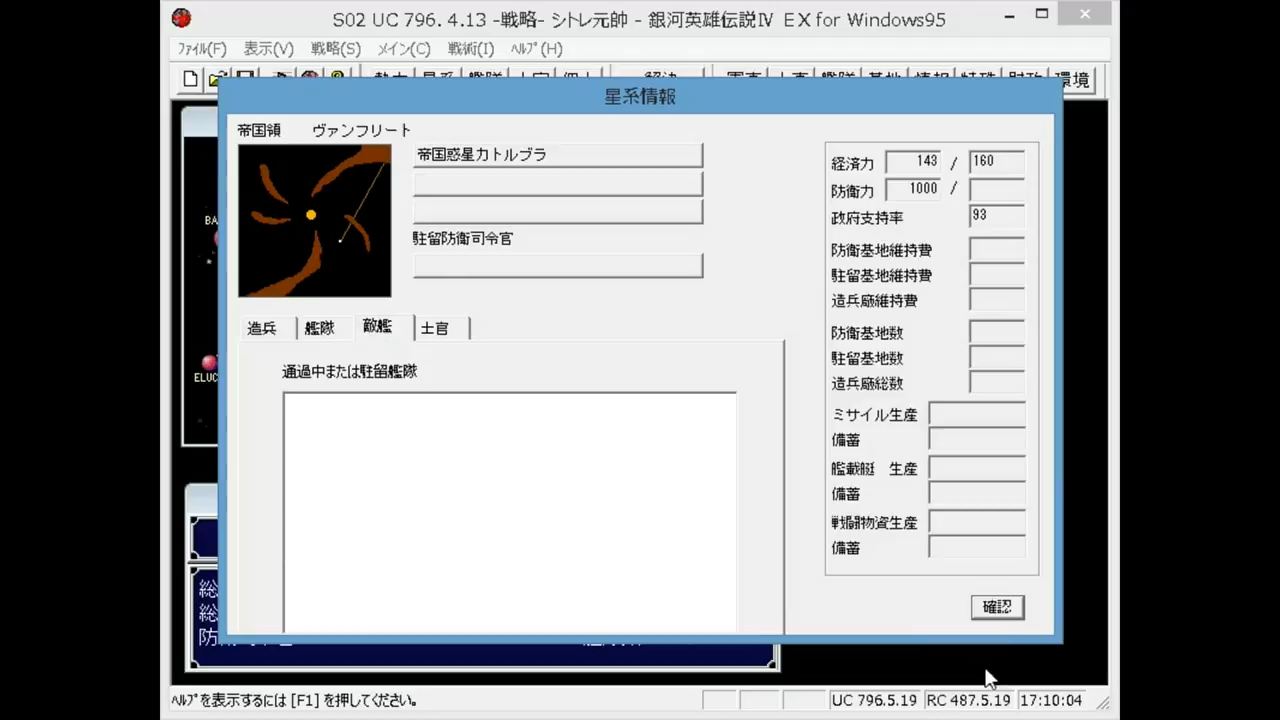 S02 UC 796. 4.13 -戦略- シトレ元帥 - 銀河英雄伝説Ⅳ EX for Windows95
ﾌｧｲﾙ(F) 表示(V) 戦略(S) メイン(C) 戦術(I) ﾍﾙﾌﾟ(H)
環境
星系情報
帝国領 ヴァンフリート
帝国惑星カトルブラ
駐留防衛司令官
造兵 艦隊 敵艦 士官
通過中または駐留艦隊
経済力 143 / 160
防衛力 1000 /
政府支持率 93
防衛基地維持費
駐留基地維持費
造兵廠維持費
防衛基地数
駐留基地数
造兵廠総数
ミサイル生産
備蓄
艦載艇 生産
備蓄
戦闘物資生産
備蓄
確認
BA
ELUC
総
総
防
ﾍﾙﾌﾟを表示するには [F1] を押してください。
UC 796.5.19 RC 487.5.19 17:10:04